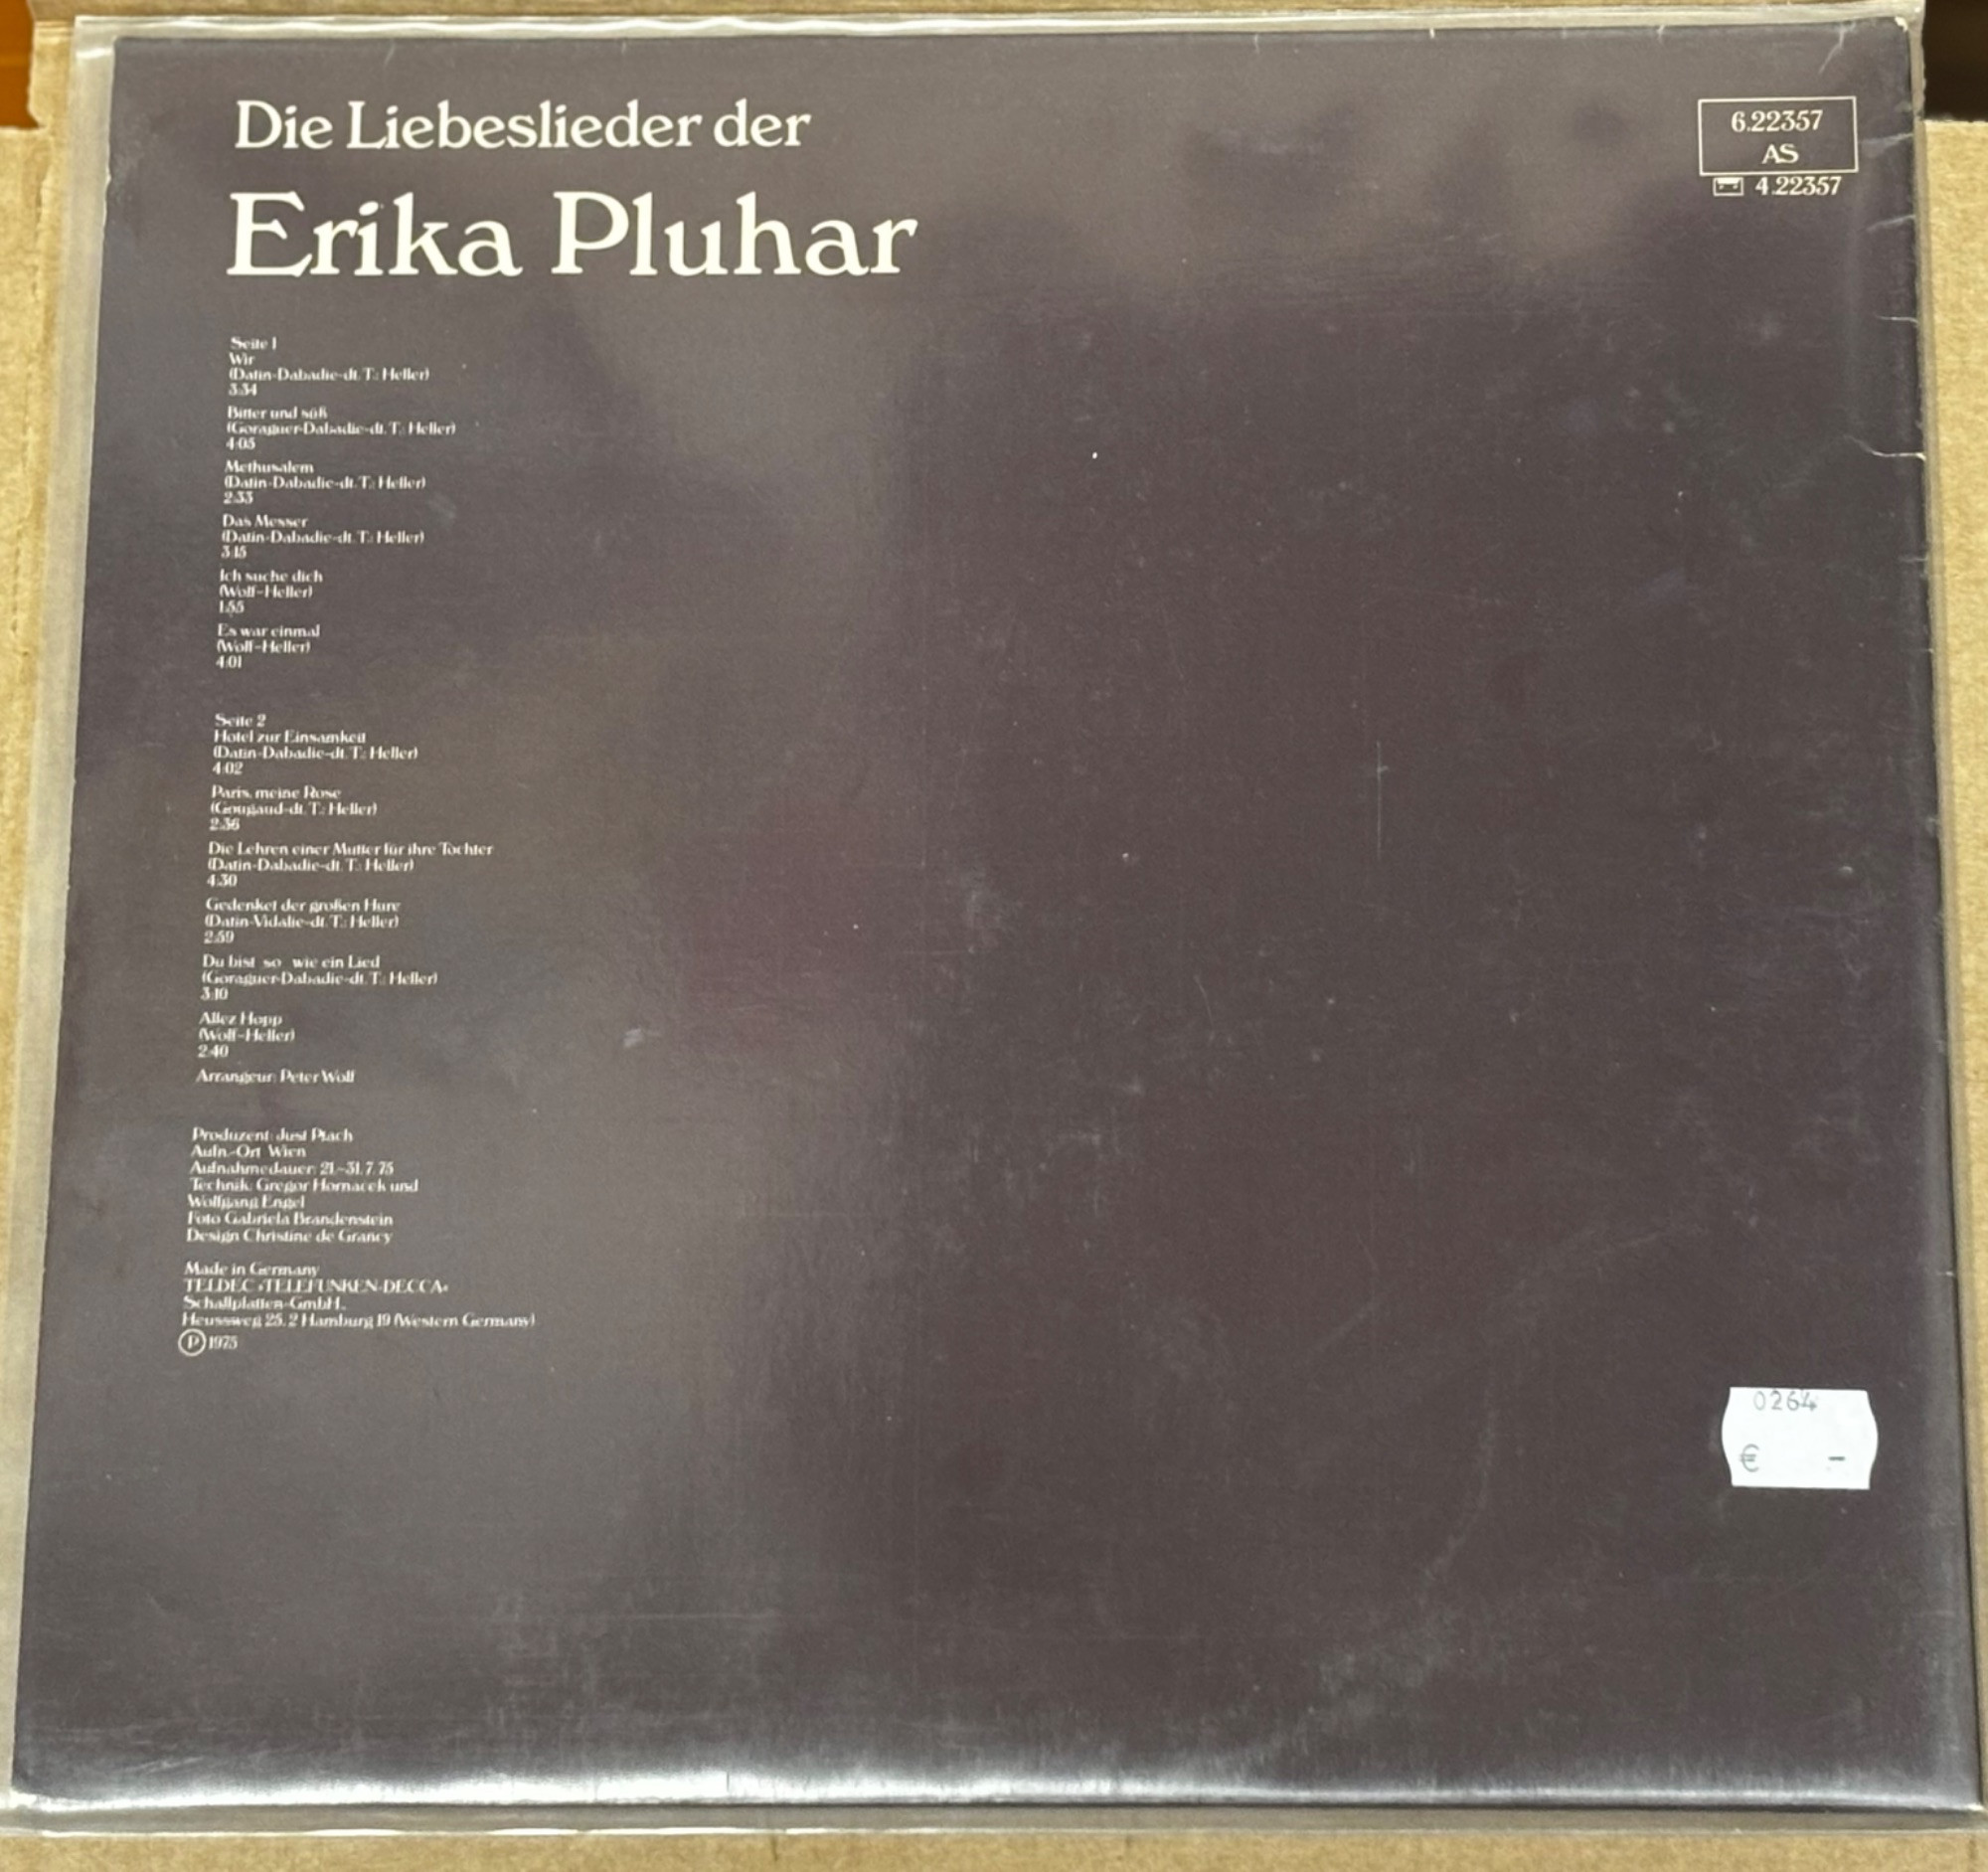 Die Liebeslieder der
Erika Pluhar
6.22357
AS
4.22357
Seite 1
Wir
(Datin-Dabadie-dt. T.: Heller)
3:34
Bitter und süß
(Goraguer-Dabadie-dt. T.: Heller)
4:05
Methusalem
(Datin-Dabadie-dt. T.: Heller)
2:33
Das Messer
(Datin-Dabadie-dt. T.: Heller)
3:15
Ich suche dich
(Wolf-Heller)
1:55
Es war einmal
(Wolf-Heller)
4:01
Seite 2
Hotel zur Einsamkeit
(Datin-Dabadie-dt. T.: Heller)
4:02
Paris, meine Rose
(Gougaud-dt. T.: Heller)
2:36
Die Lehren einer Mutter für ihre Tochter
(Datin-Dabadie-dt. T.: Heller)
4:30
Gedenket der großen Hure
(Datin-Vidalie-dt. T.: Heller)
2:59
Du bist so wie ein Lied
(Goraguer-Dabadie-dt. T.: Heller)
3:10
Allez Hopp
(Wolf-Heller)
2:40
Arrangeur: Peter Wolf
Produzent: Just Ptach
Aufn.-Ort Wien
Aufnahmedauer: 21.-31.7.75
Technik: Gregor Hornacek und
Wolfgang Engel
Foto Gabriela Brandenstein
Design Christine de Grancy
Made in Germany
TELDEC »TELEFUNKEN-DECCA«
Schallplatten-GmbH.,
Heussweg 25, 2 Hamburg 19 (Western Germany)
Ⓟ 1975
0264
€ -